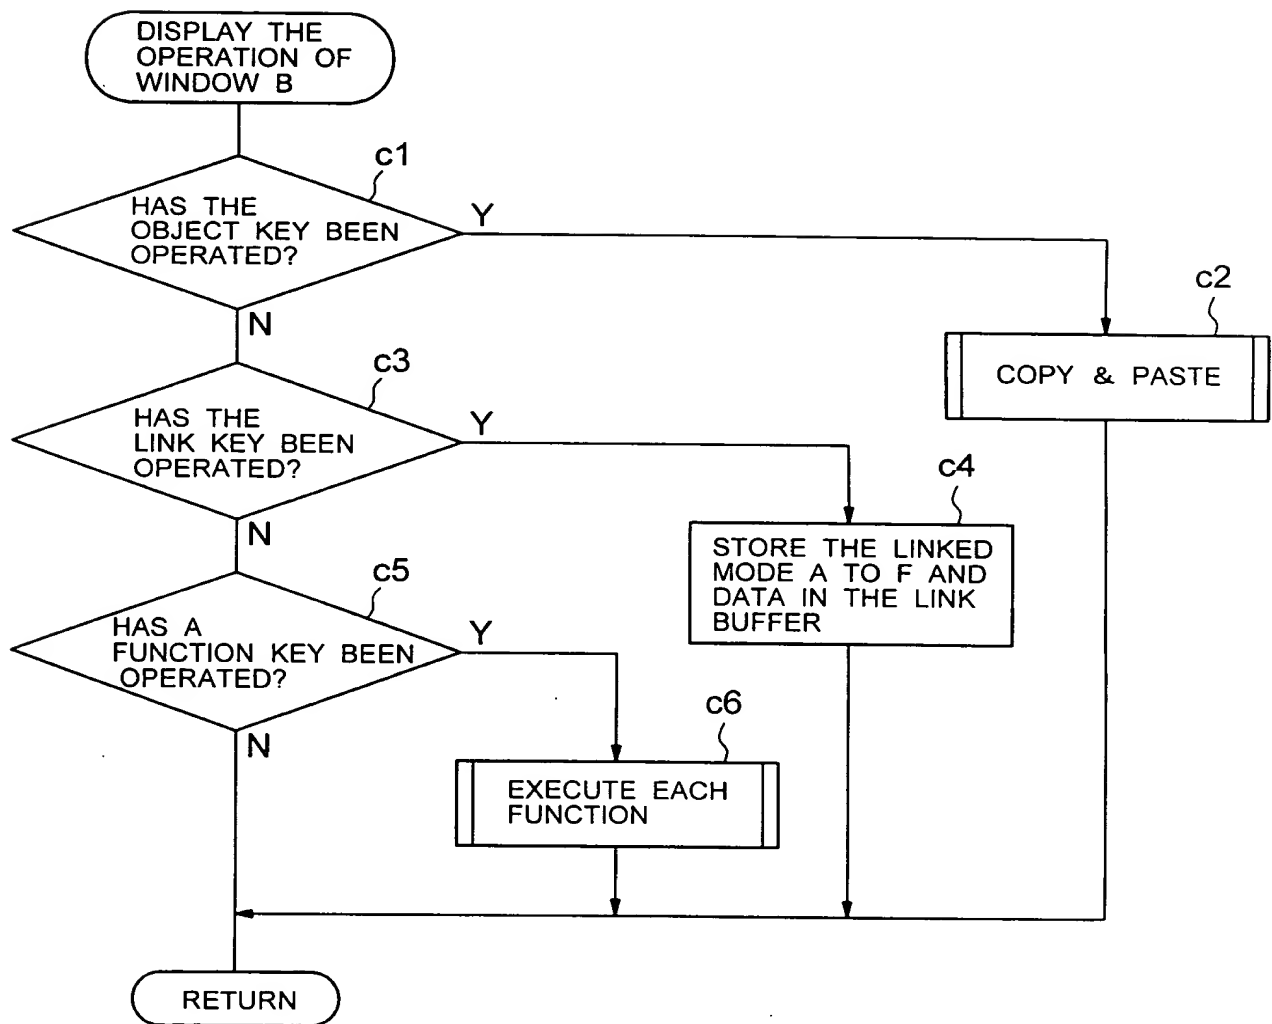 DISPLAY THE
OPERATION OF
WINDOW B
c1
HAS THE
OBJECT KEY BEEN
OPERATED?
Y
N
c2
COPY & PASTE
c3
HAS THE
LINK KEY BEEN
OPERATED?
Y
N
c4
STORE THE LINKED
MODE A TO F AND
DATA IN THE LINK
BUFFER
c5
HAS A
FUNCTION KEY BEEN
OPERATED?
Y
N
c6
EXECUTE EACH
FUNCTION
RETURN